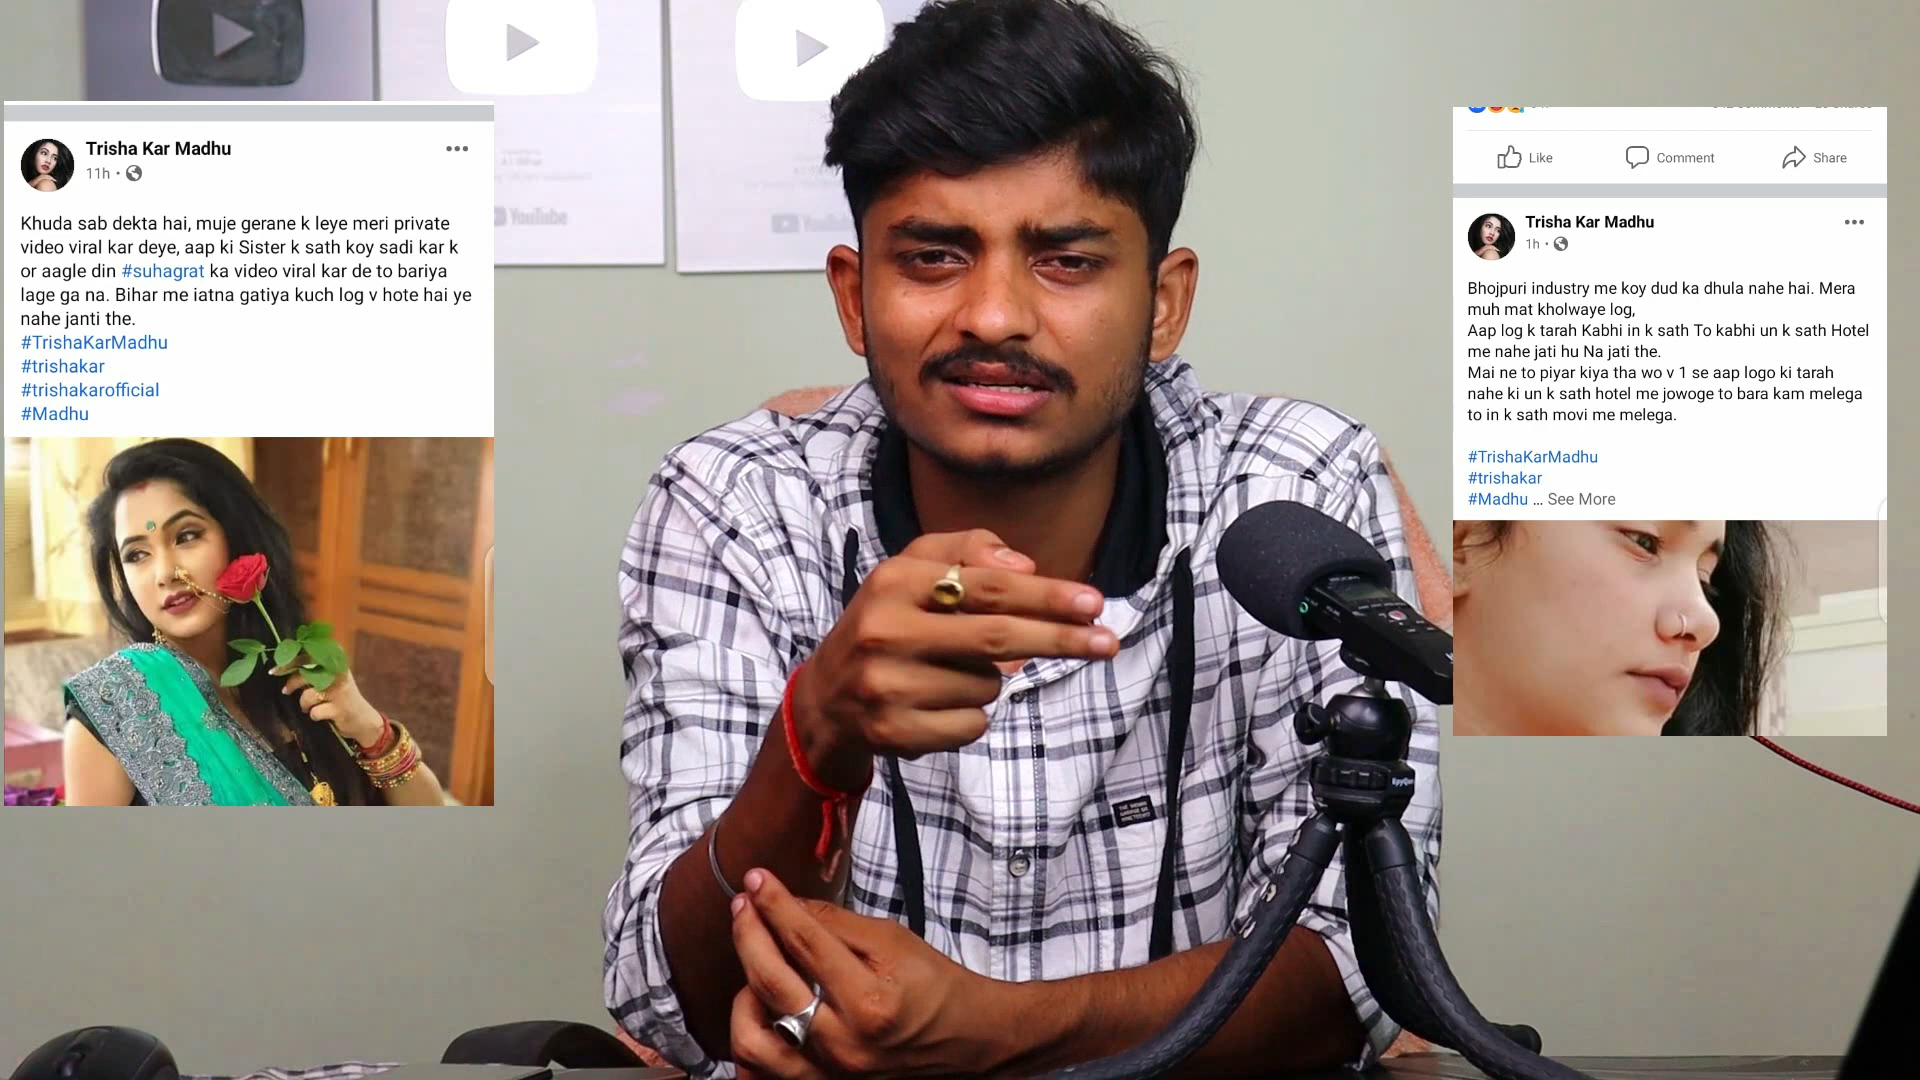 Trisha Kar Madhu
11h
Khuda sab dekta hai, muje gerane k leye meri private
video viral kar deye, aap ki Sister k sath koy sadi kar k
or aagle din #suhagrat ka video viral kar de to bariya
lage ga na. Bihar me iatna gatiya kuch log v hote hai ye
nahe janti the.
#TrishaKarMadhu
#trishakar
#trishakarofficial
#Madhu
YouTube
YouTube
Like Comment Share
Trisha Kar Madhu
1h
Bhojpuri industry me koy dud ka dhula nahe hai. Mera
muh mat kholwaye log,
Aap log k tarah Kabhi in k sath To kabhi un k sath Hotel
me nahe jati hu Na jati the.
Mai ne to piyar kiya tha wo v 1 se aap logo ki tarah
nahe ki un k sath hotel me jowoge to bara kam melega
to in k sath movi me melega.
#TrishaKarMadhu
#trishakar
#Madhu ... See More